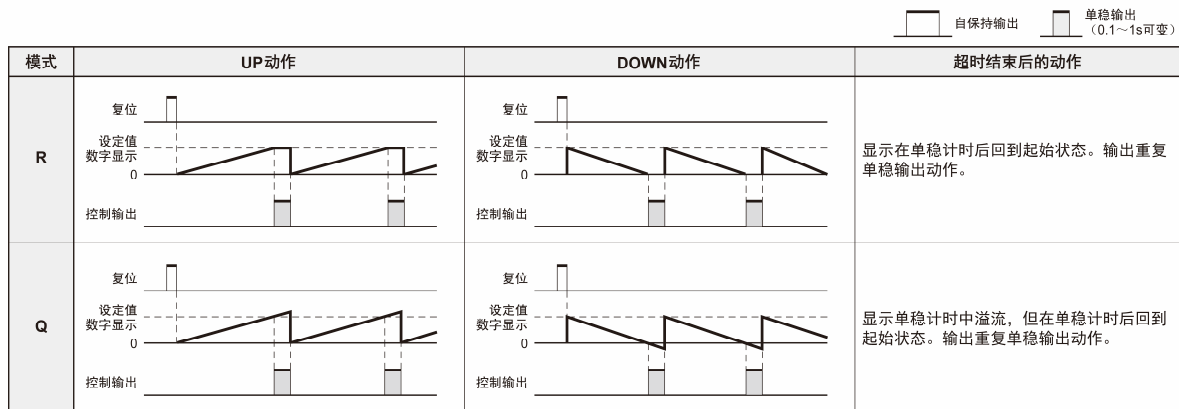 自保持输出
单稳输出
（0.1～1s可变）
模式
UP动作
DOWN动作
超时结束后的动作
R
复位
设定值
数字显示
0
控制输出
复位
设定值
数字显示
0
控制输出
显示在单稳计时后回到起始状态。输出重复
单稳输出动作。
Q
复位
设定值
数字显示
0
控制输出
复位
设定值
数字显示
0
控制输出
显示单稳计时中溢流，但在单稳计时后回到
起始状态。输出重复单稳输出动作。